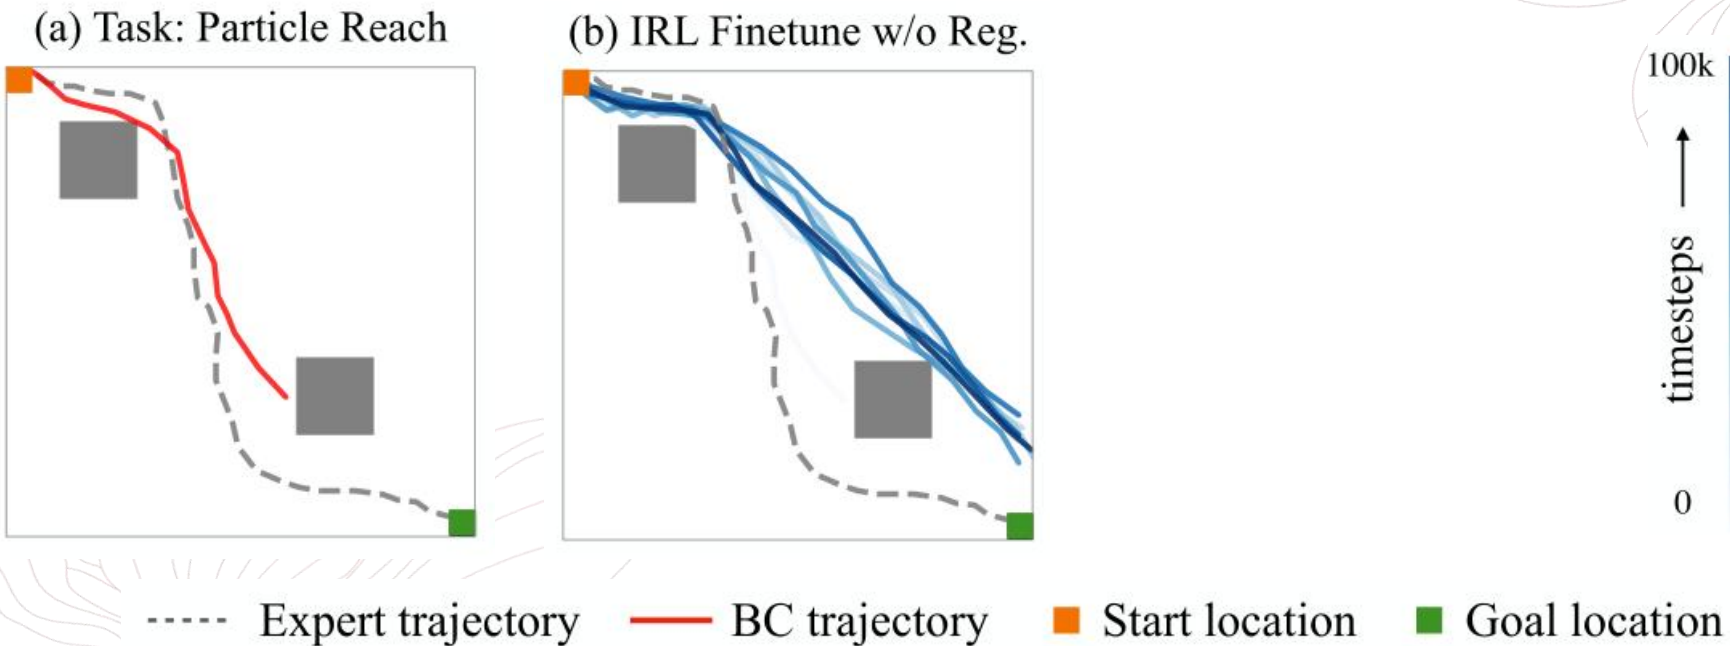 (a) Task: Particle Reach
(b) IRL Finetune w/o Reg.
100k
timesteps
0
Expert trajectory
BC trajectory
Start location
Goal location